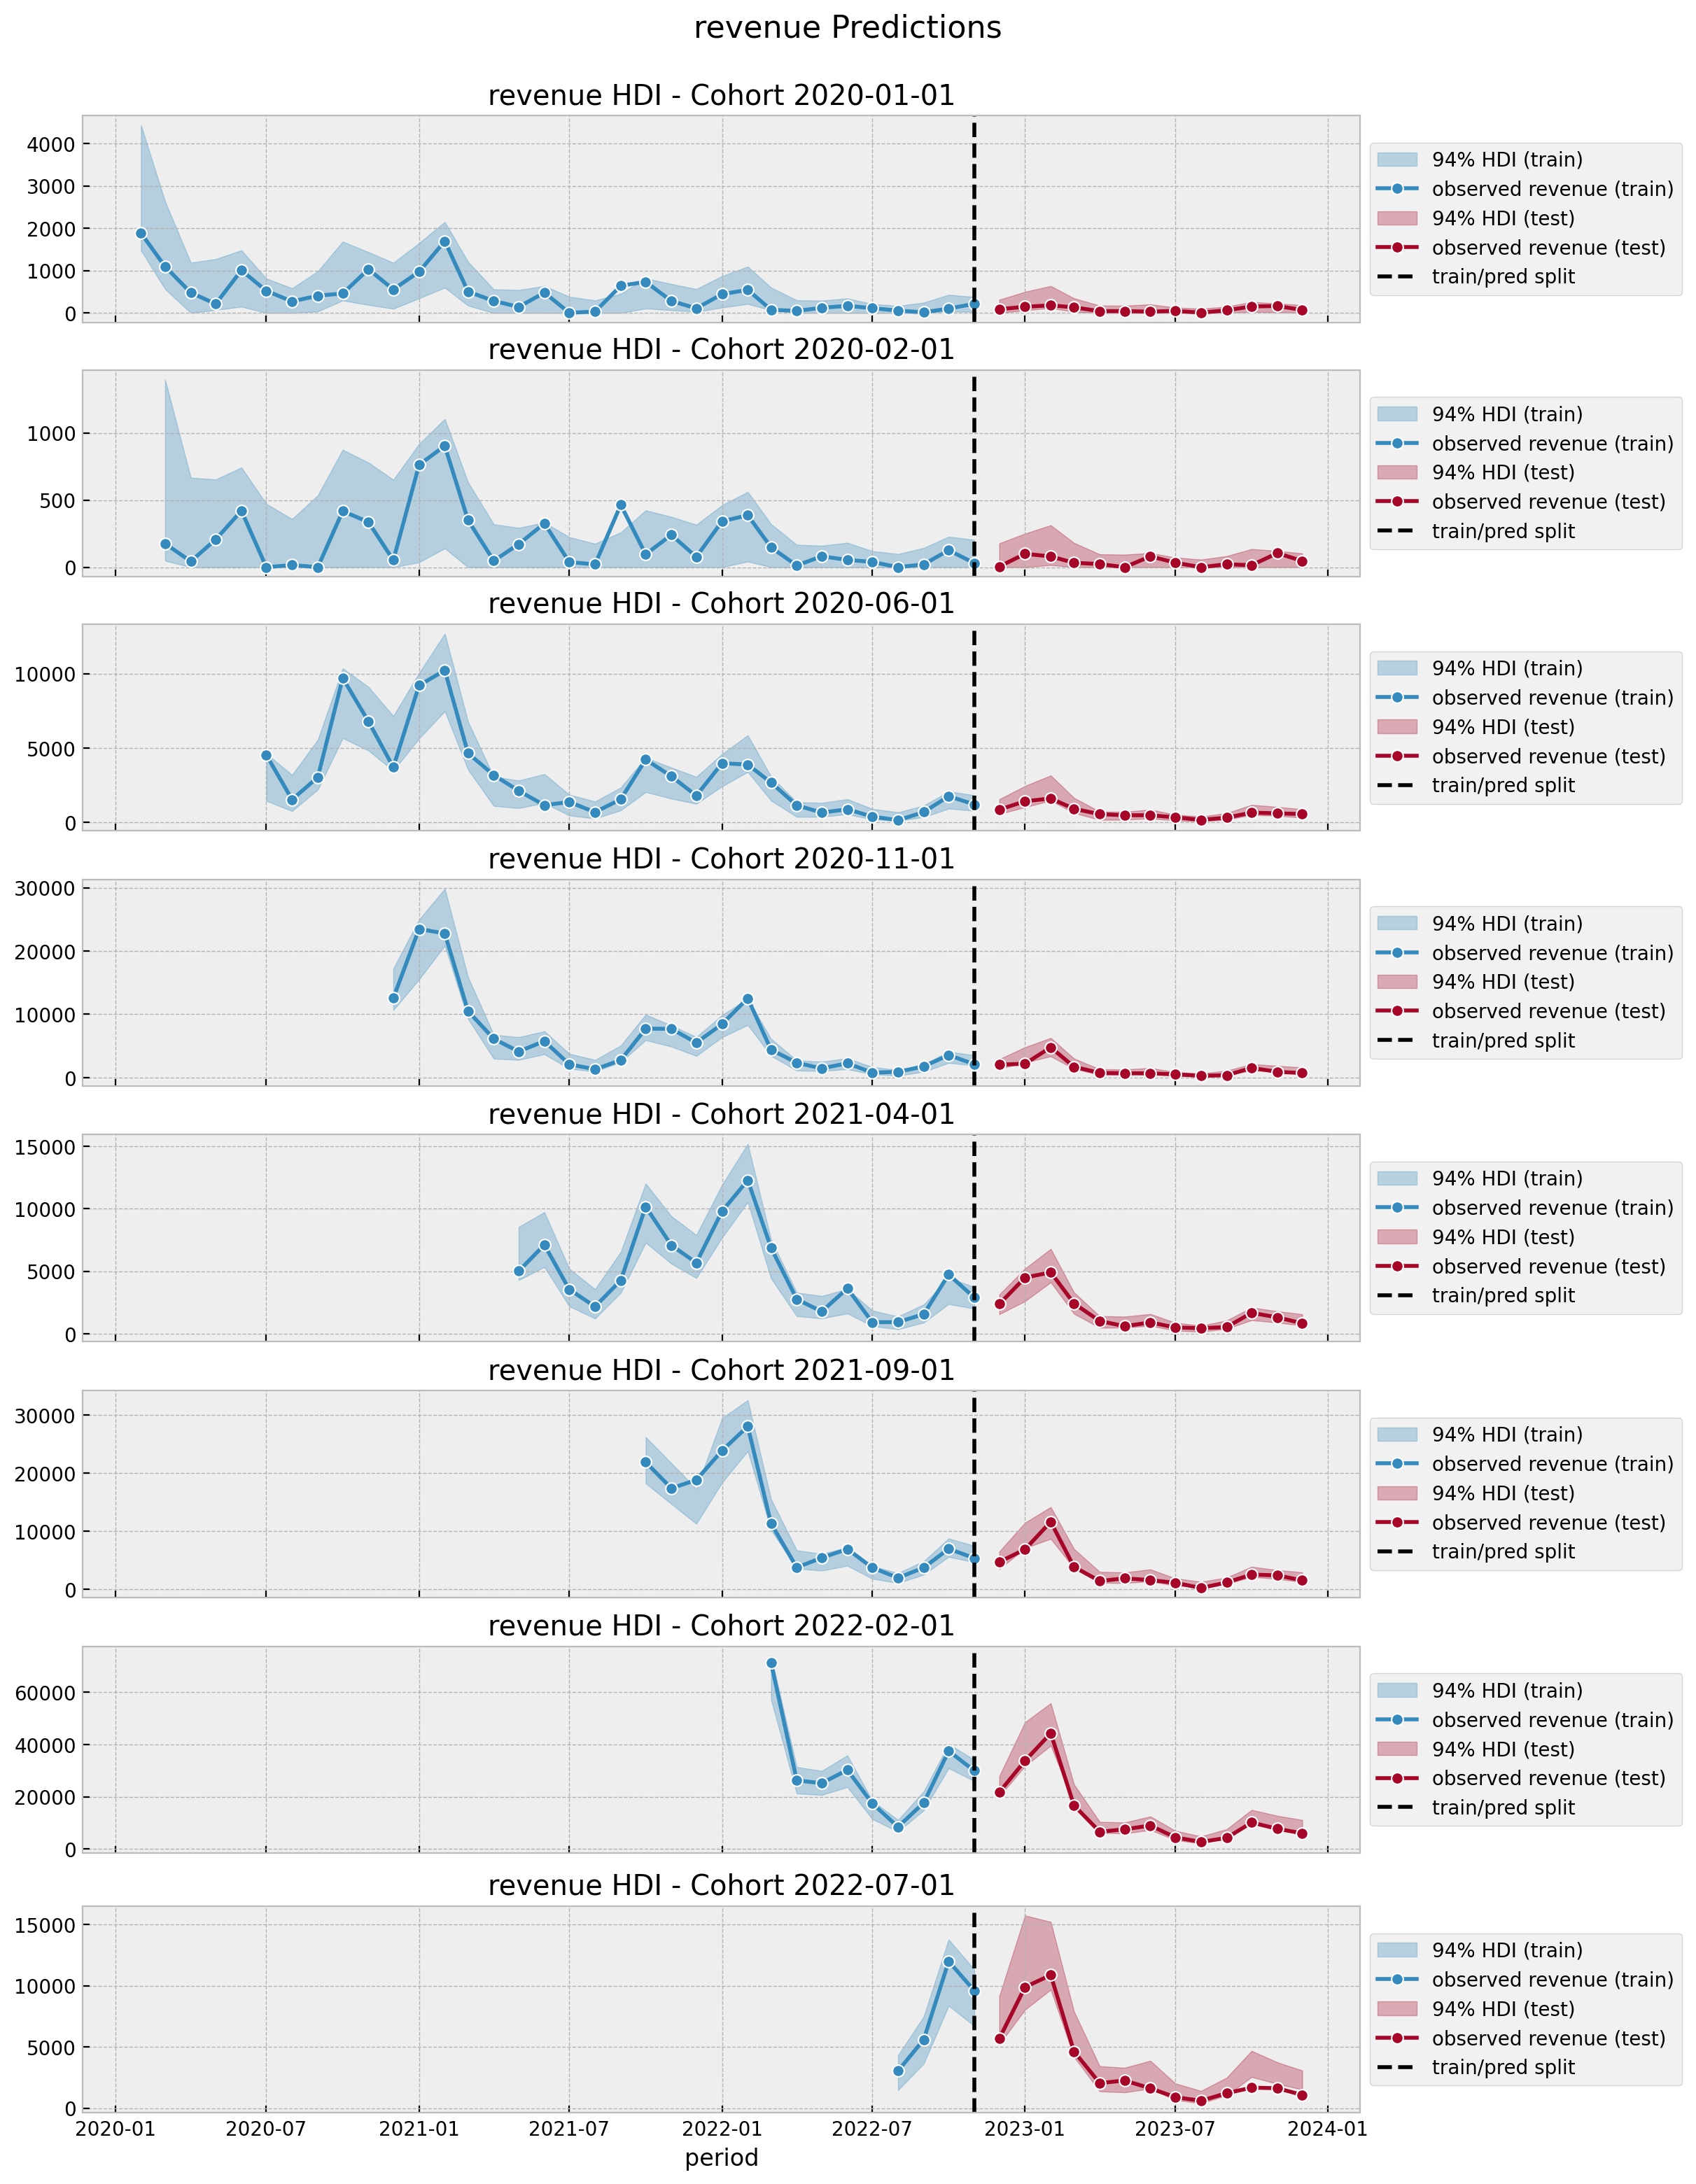 revenue Predictions
revenue HDI - Cohort 2020-01-01
4000
3000
2000
1000
0
94% HDI (train)
observed revenue (train)
94% HDI (test)
observed revenue (test)
train/pred split
revenue HDI - Cohort 2020-02-01
1000
500
0
94% HDI (train)
observed revenue (train)
94% HDI (test)
observed revenue (test)
train/pred split
revenue HDI - Cohort 2020-06-01
10000
5000
0
94% HDI (train)
observed revenue (train)
94% HDI (test)
observed revenue (test)
train/pred split
revenue HDI - Cohort 2020-11-01
30000
20000
10000
0
94% HDI (train)
observed revenue (train)
94% HDI (test)
observed revenue (test)
train/pred split
revenue HDI - Cohort 2021-04-01
15000
10000
5000
0
94% HDI (train)
observed revenue (train)
94% HDI (test)
observed revenue (test)
train/pred split
revenue HDI - Cohort 2021-09-01
30000
20000
10000
0
94% HDI (train)
observed revenue (train)
94% HDI (test)
observed revenue (test)
train/pred split
revenue HDI - Cohort 2022-02-01
60000
40000
20000
0
94% HDI (train)
observed revenue (train)
94% HDI (test)
observed revenue (test)
train/pred split
revenue HDI - Cohort 2022-07-01
15000
10000
5000
0
94% HDI (train)
observed revenue (train)
94% HDI (test)
observed revenue (test)
train/pred split
2020-01 2020-07 2021-01 2021-07 2022-01 2022-07 2023-01 2023-07 2024-01
period